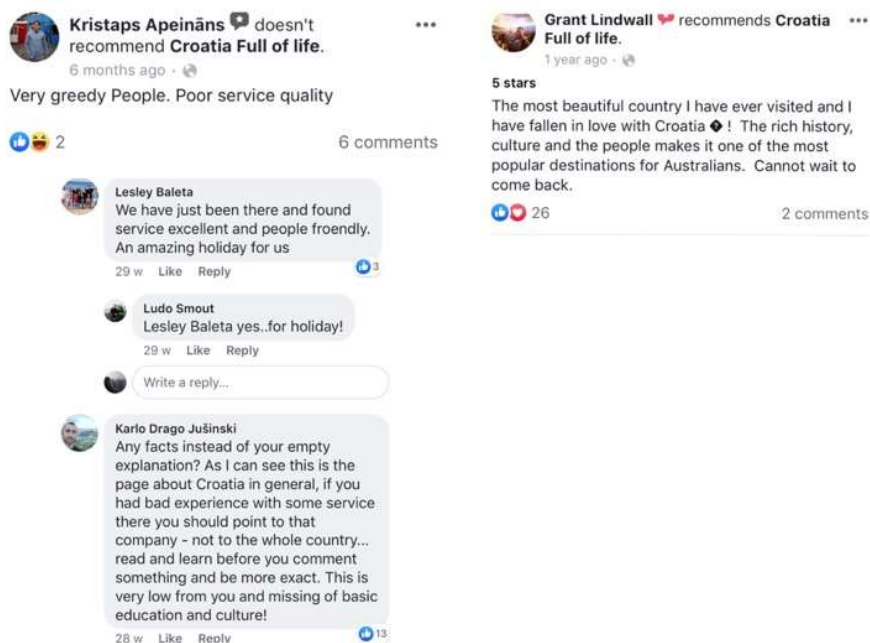 Kristaps Apeināns doesn't
recommend Croatia Full of life.
6 months ago
Very greedy People. Poor service quality
2
6 comments
Lesley Baleta
We have just been there and found
service excellent and people froendly.
An amazing holiday for us
29 w Like Reply
3
Ludo Smout
Lesley Baleta yes..for holiday!
29 w Like Reply
Write a reply...
Karlo Drago Jušinski
Any facts instead of your empty
explanation? As I can see this is the
page about Croatia in general, if you
had bad experience with some service
there you should point to that
company - not to the whole country...
read and learn before you comment
something and be more exact. This is
very low from you and missing of basic
education and culture!
28 w Like Reply
13
Grant Lindwall recommends Croatia
Full of life.
1 year ago
5 stars
The most beautiful country I have ever visited and I
have fallen in love with Croatia �! The rich history,
culture and the people makes it one of the most
popular destinations for Australians. Cannot wait to
come back.
26
2 comments